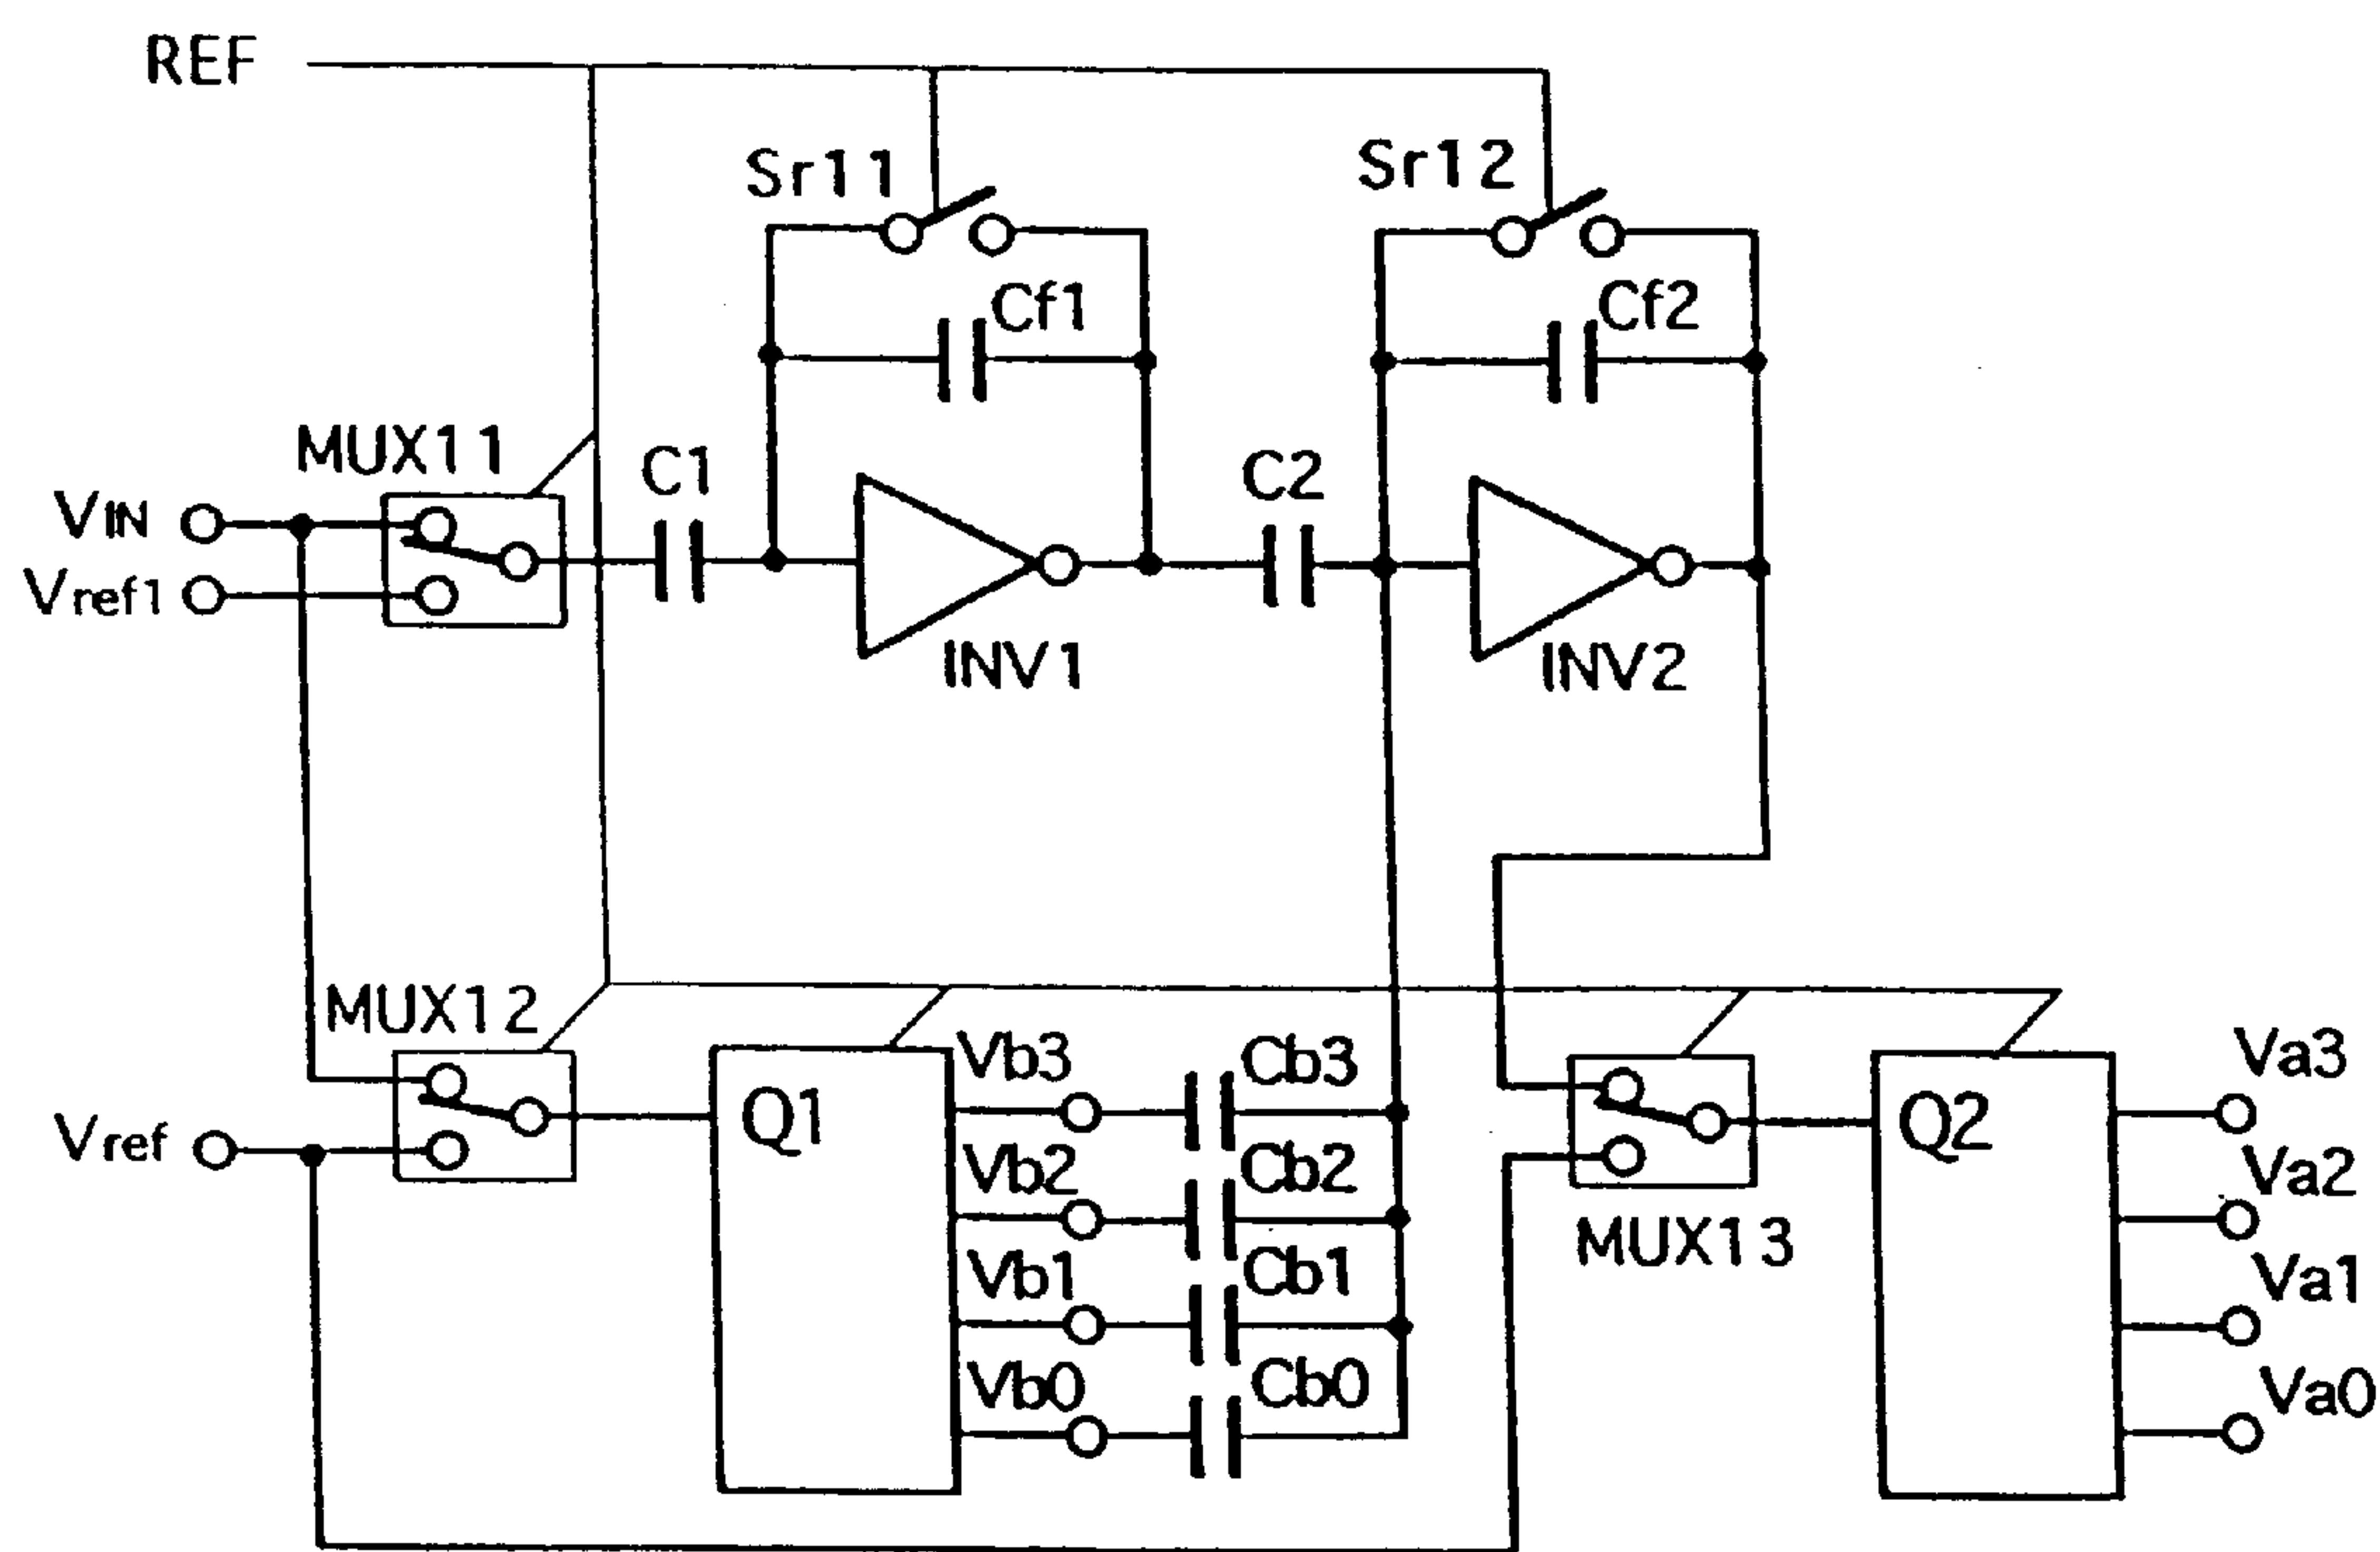 REF
Sr11
Sr12
Cf1
Cf2
MUX11
C1
C2
VIN
Vref1
INV1
INV2
MUX12
Vb3
Cb3
Va3
Vref
Q1
Q2
Vb2
Cb2
Va2
MUX13
Vb1
Cb1
Va1
Vb0
Cb0
Va0